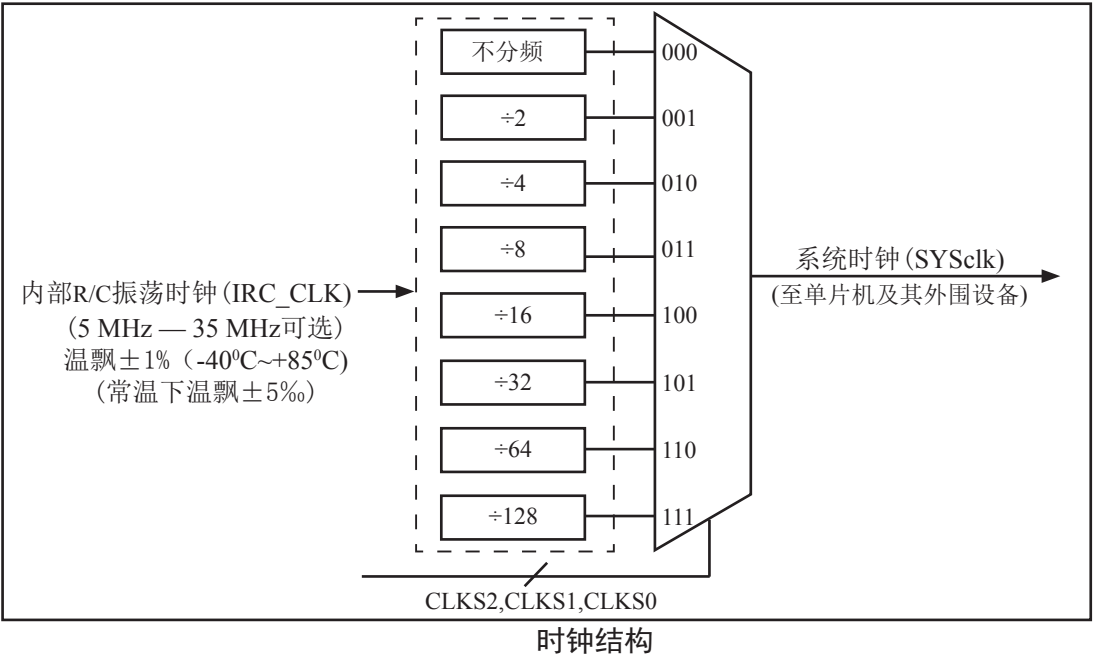 不分频
000
÷2
001
÷4
010
÷8
011
÷16
100
÷32
101
÷64
110
÷128
111
内部R/C振荡时钟(IRC_CLK)
(5 MHz — 35 MHz可选)
温飘±1% (-40⁰C~+85⁰C)
(常温下温飘±5‰)
系统时钟(SYSclk)
(至单片机及其外围设备)
CLKS2,CLKS1,CLKS0
时钟结构